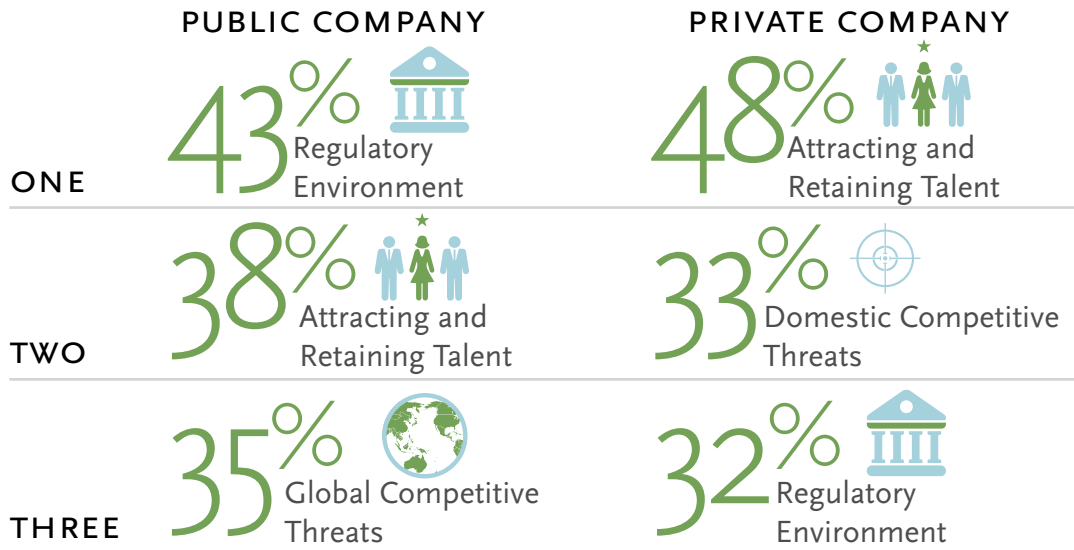 PUBLIC COMPANY
PRIVATE COMPANY
ONE
43%
Regulatory
Environment
48%
Attracting and
Retaining Talent
TWO
38%
Attracting and
Retaining Talent
33%
Domestic Competitive
Threats
THREE
35%
Global Competitive
Threats
32%
Regulatory
Environment